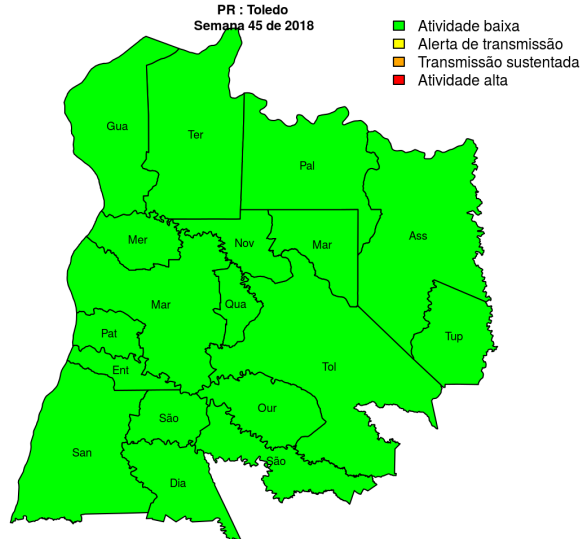 PR : Toledo
Semana 45 de 2018
Atividade baixa
Alerta de transmissão
Transmissão sustentada
Atividade alta
Gua
Ter
Pal
Ass
Mer
Nov
Mar
Mar
Qua
Pat
Tup
Ent
Tol
Our
São
San
São
Dia